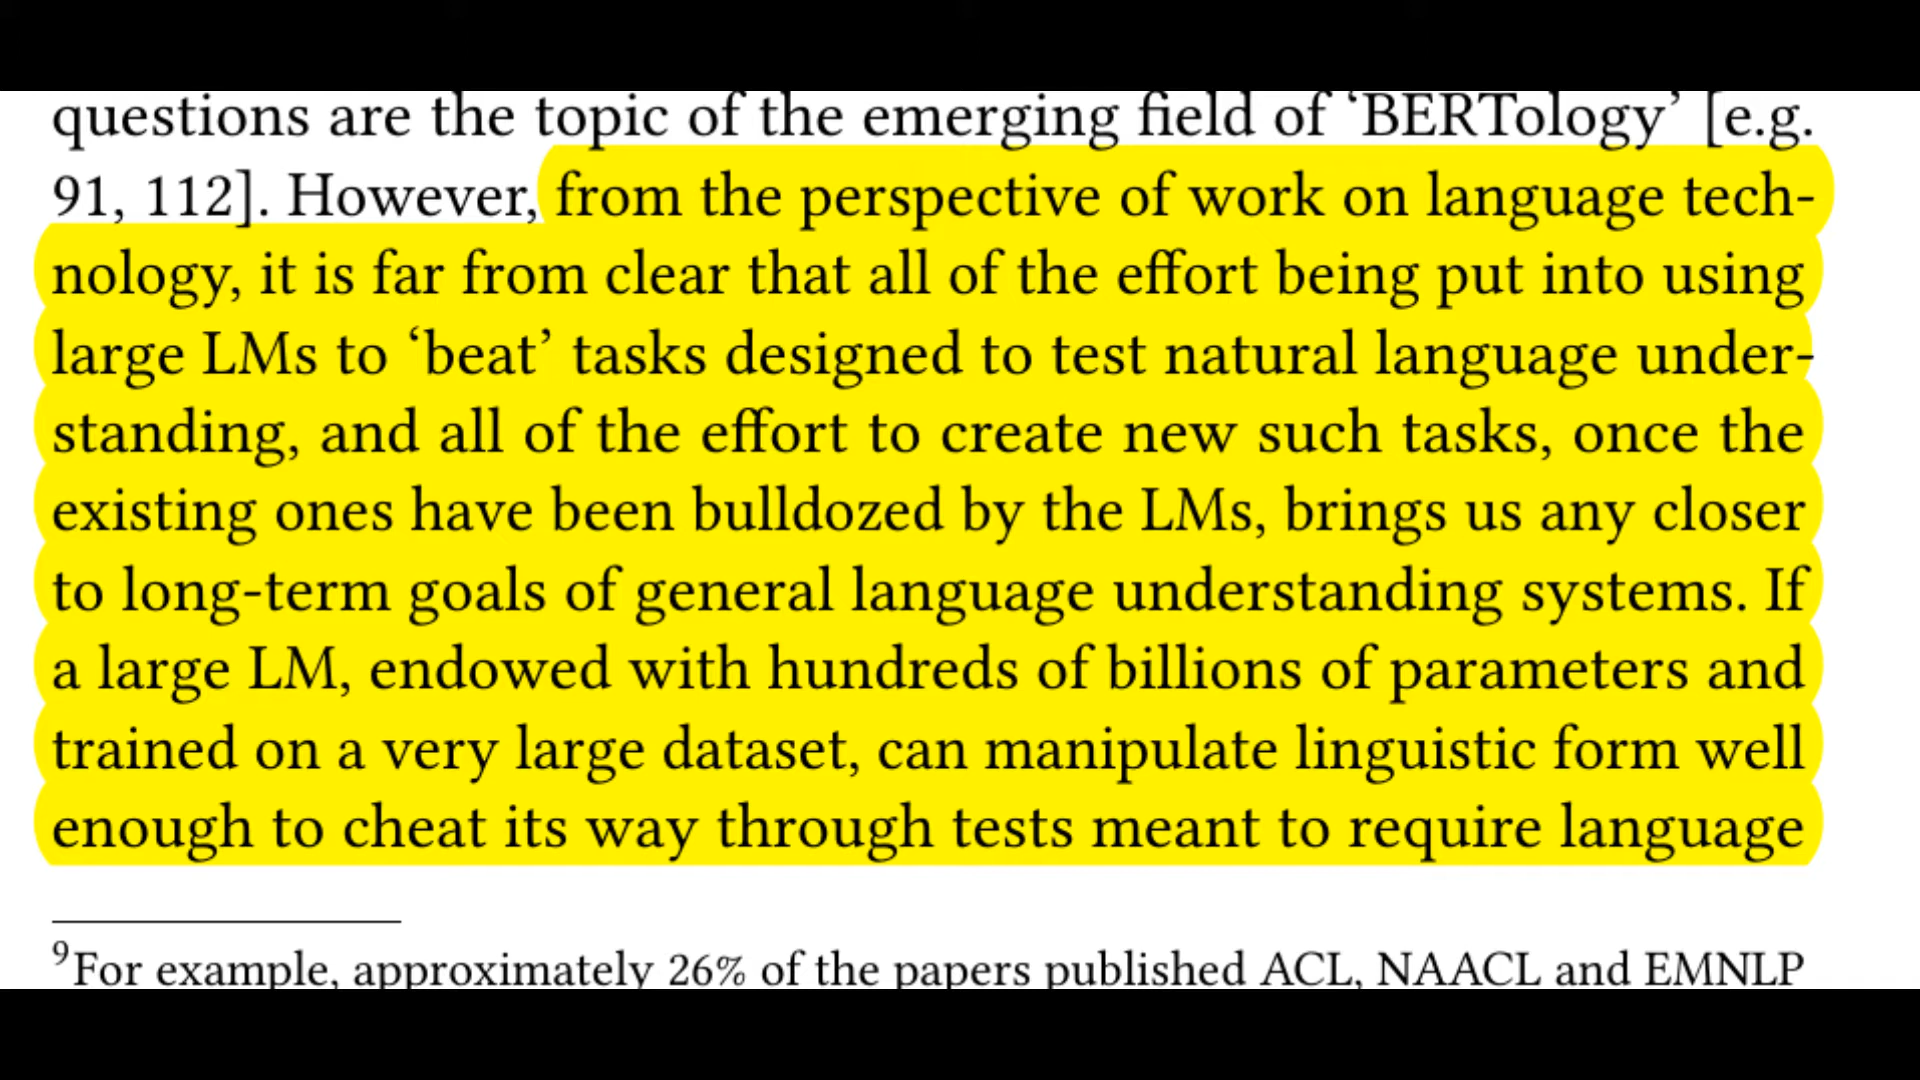 questions are the topic of the emerging field of ‘BERTology’ [e.g.
91, 112]. However, from the perspective of work on language tech-
nology, it is far from clear that all of the effort being put into using
large LMs to ‘beat’ tasks designed to test natural language under-
standing, and all of the effort to create new such tasks, once the
existing ones have been bulldozed by the LMs, brings us any closer
to long-term goals of general language understanding systems. If
a large LM, endowed with hundreds of billions of parameters and
trained on a very large dataset, can manipulate linguistic form well
enough to cheat its way through tests meant to require language
9For example, approximately 26% of the papers published ACL, NAACL and EMNLP